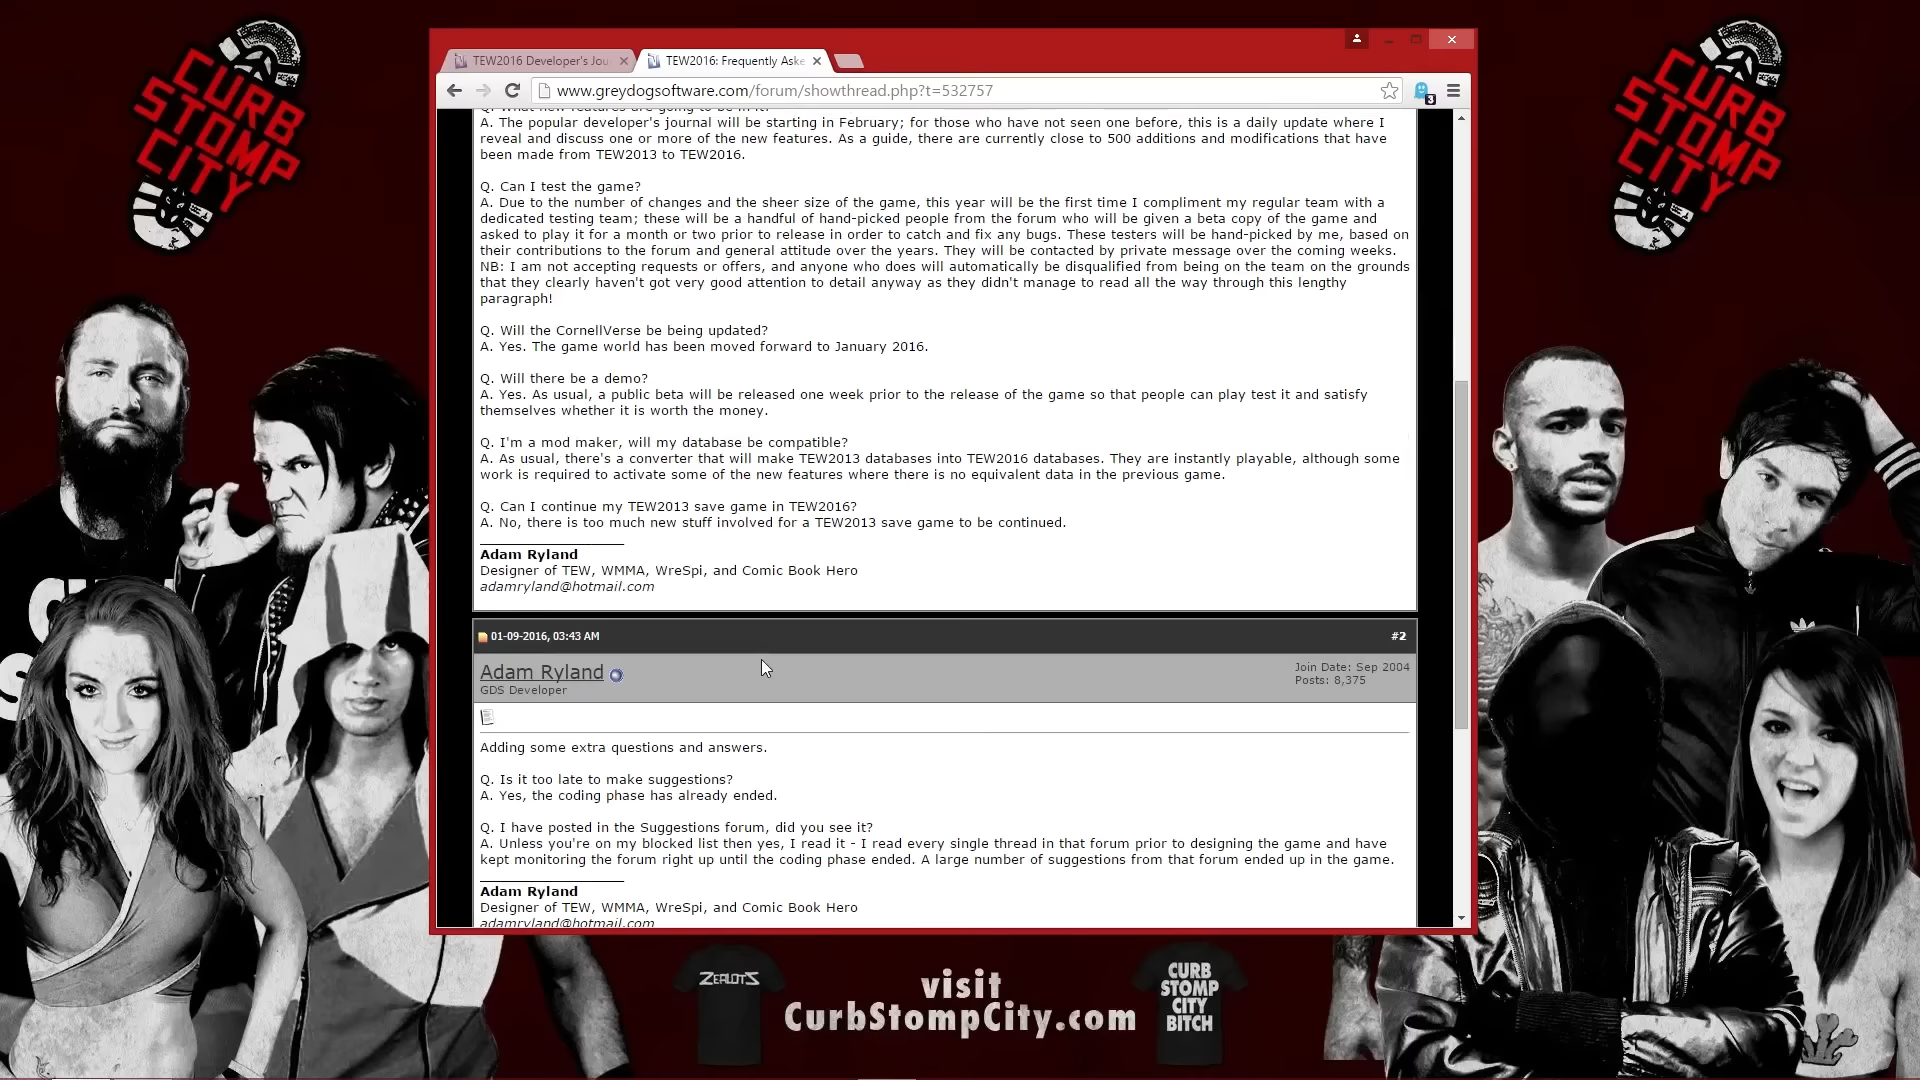 CURB
STOMP
CITY
CURB
STOMP
CITY
TEW2016 Developer's Jou
TEW2016: Frequently Aske
www.greydogsoftware.com/forum/showthread.php?t=532757
3
Q. What new features are going to be in it?
A. The popular developer's journal will be starting in February; for those who have not seen one before, this is a daily update where I
reveal and discuss one or more of the new features. As a guide, there are currently close to 500 additions and modifications that have
been made from TEW2013 to TEW2016.
Q. Can I test the game?
A. Due to the number of changes and the sheer size of the game, this year will be the first time I compliment my regular team with a
dedicated testing team; these will be a handful of hand-picked people from the forum who will be given a beta copy of the game and
asked to play it for a month or two prior to release in order to catch and fix any bugs. These testers will be hand-picked by me, based on
their contributions to the forum and general attitude over the years. They will be contacted by private message over the coming weeks.
NB: I am not accepting requests or offers, and anyone who does will automatically be disqualified from being on the team on the grounds
that they clearly haven't got very good attention to detail anyway as they didn't manage to read all the way through this lengthy
paragraph!
Q. Will the CornellVerse be being updated?
A. Yes. The game world has been moved forward to January 2016.
Q. Will there be a demo?
A. Yes. As usual, a public beta will be released one week prior to the release of the game so that people can play test it and satisfy
themselves whether it is worth the money.
Q. I'm a mod maker, will my database be compatible?
A. As usual, there's a converter that will make TEW2013 databases into TEW2016 databases. They are instantly playable, although some
work is required to activate some of the new features where there is no equivalent data in the previous game.
Q. Can I continue my TEW2013 save game in TEW2016?
A. No, there is too much new stuff involved for a TEW2013 save game to be continued.
Adam Ryland
Designer of TEW, WMMA, WreSpi, and Comic Book Hero
adamryland@hotmail.com
01-09-2016, 03:43 AM #2
Adam Ryland
GDS Developer
Join Date: Sep 2004
Posts: 8,375
Adding some extra questions and answers.
Q. Is it too late to make suggestions?
A. Yes, the coding phase has already ended.
Q. I have posted in the Suggestions forum, did you see it?
A. Unless you're on my blocked list then yes, I read it - I read every single thread in that forum prior to designing the game and have
kept monitoring the forum right up until the coding phase ended. A large number of suggestions from that forum ended up in the game.
Adam Ryland
Designer of TEW, WMMA, WreSpi, and Comic Book Hero
adamryland@hotmail.com
ZEALOTS
visit
CurbStompCity.com
CURB
STOMP
CITY
BITCH